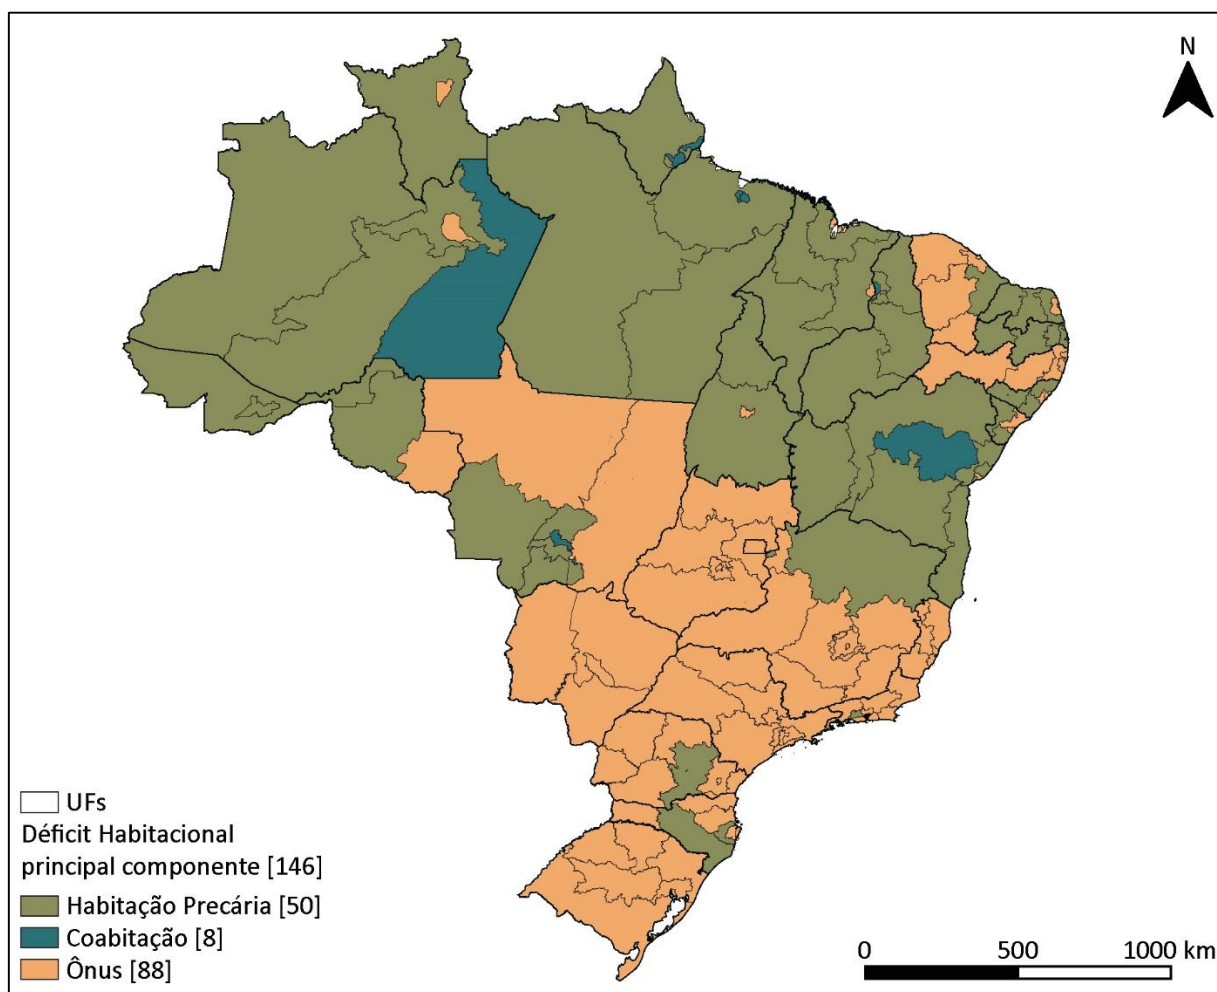 N
UFs
Déficit Habitacional
principal componente [146]
Habitação Precária [50]
Coabitação [8]
Ônus [88]
0 500 1000 km